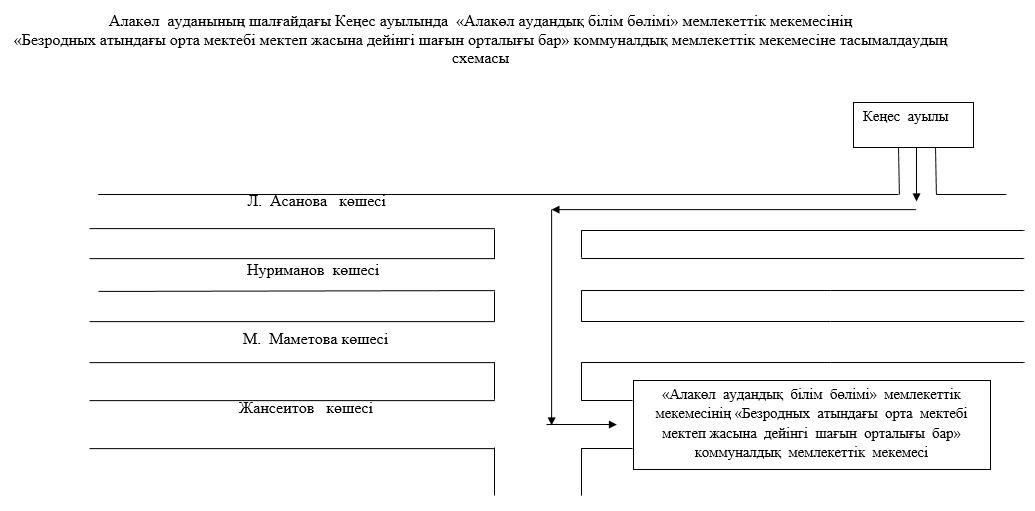 Алакөл ауданының шалғайдағы Кеңес ауылында «Алакөл аудандық білім бөлімі» мемлекеттік мекемесінің
«Безродных атындағы орта мектебі мектеп жасына дейінгі шағын орталығы бар» коммуналдық мемлекеттік мекемесіне тасымалдаудың
схемасы
Кеңес ауылы
Л. Асанова көшесі
Нуриманов көшесі
М. Маметова көшесі
Жансеитов көшесі
«Алакөл аудандық білім бөлімі» мемлекеттік
мекемесінің «Безродных атындағы орта мектебі
мектеп жасына дейінгі шағын орталығы бар»
коммуналдық мемлекеттік мекемесі